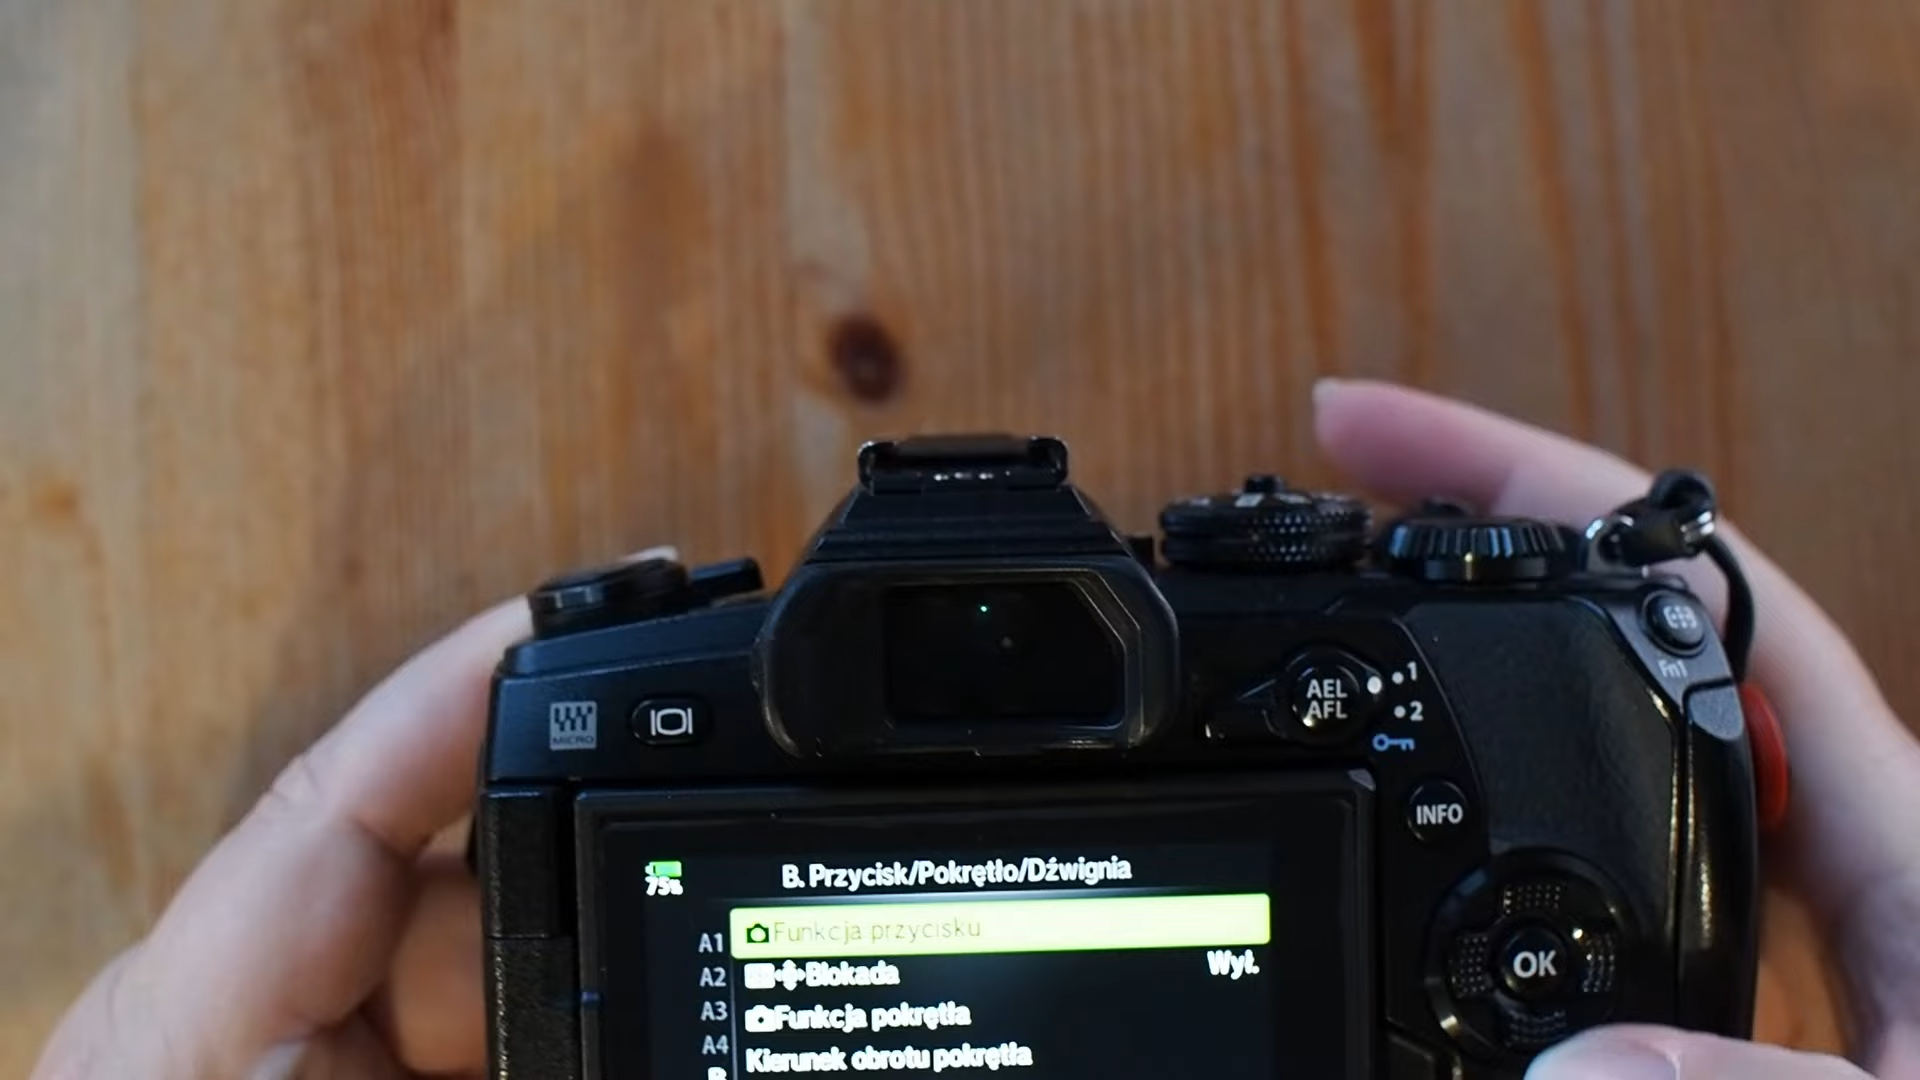 Fn1
AEL
AFL
1
2
MICRO
INFO
B. Przycisk/Pokrętło/Dźwignia
75%
A1
Funkcja przycisku
A2
Blokada
Wył.
A3
Funkcja pokrętła
A4
Kierunek obrotu pokrętła
B
OK